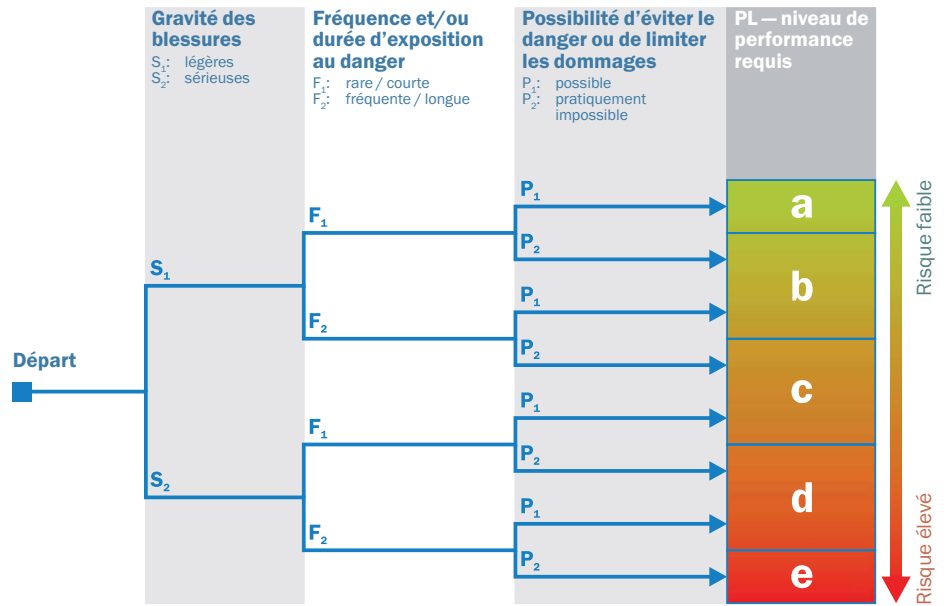 Gravité des
blessures
S₁: légères
S₂: sérieuses
Fréquence et/ou
durée d’exposition
au danger
F₁: rare / courte
F₂: fréquente / longue
Possibilité d’éviter le
danger ou de limiter
les dommages
P₁: possible
P₂: pratiquement
impossible
PL — niveau de
performance
requis
Départ
S₁
S₂
F₁
F₂
F₁
F₂
P₁
P₂
P₁
P₂
P₁
P₂
P₁
P₂
a
b
c
d
e
Risque faible
Risque élevé